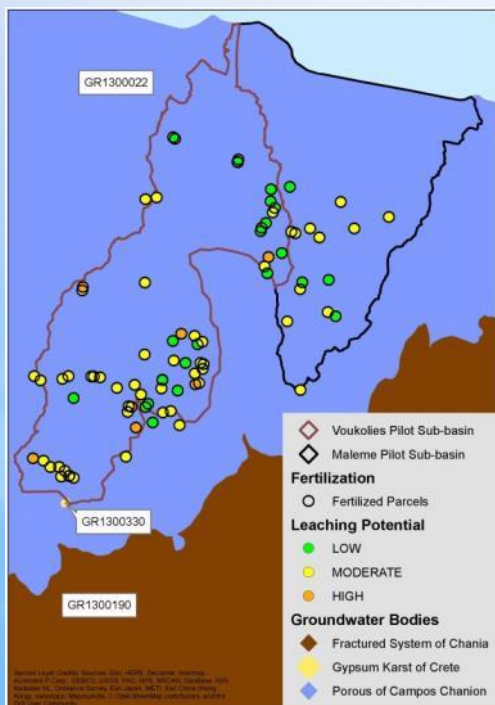 GR1300022
Voukolies Pilot Sub-basin
Maleme Pilot Sub-basin
Fertilization
Fertilized Parcels
GR1300330
Leaching Potential
LOW
MODERATE
HIGH
GR1300190
Groundwater Bodies
Fractured System of Chania
Gypsum Karst of Crete
Porous of Campos Chanion